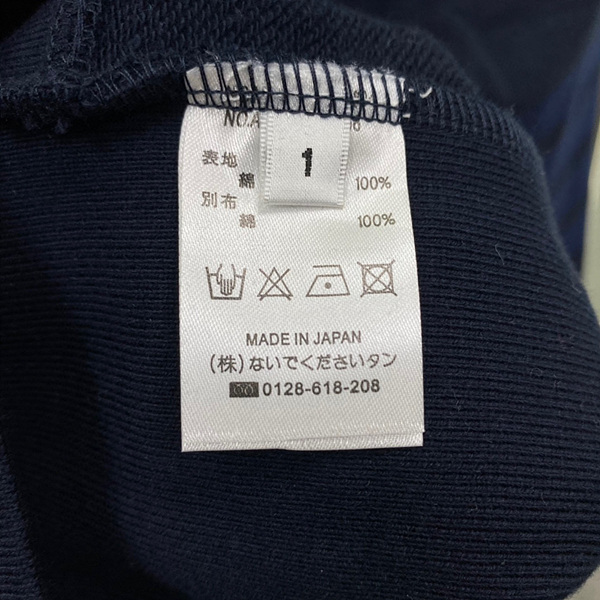 NO.A
1
表地
綿 100%
別布
綿 100%
MADE IN JAPAN
(株)ないでくださいタン
0128-618-208